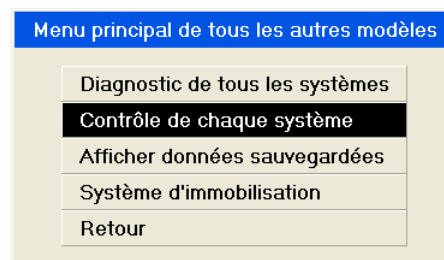 Menu principal de tous les autres modèles
Diagnostic de tous les systèmes
Contrôle de chaque système
Afficher données sauvegardées
Système d'immobilisation
Retour